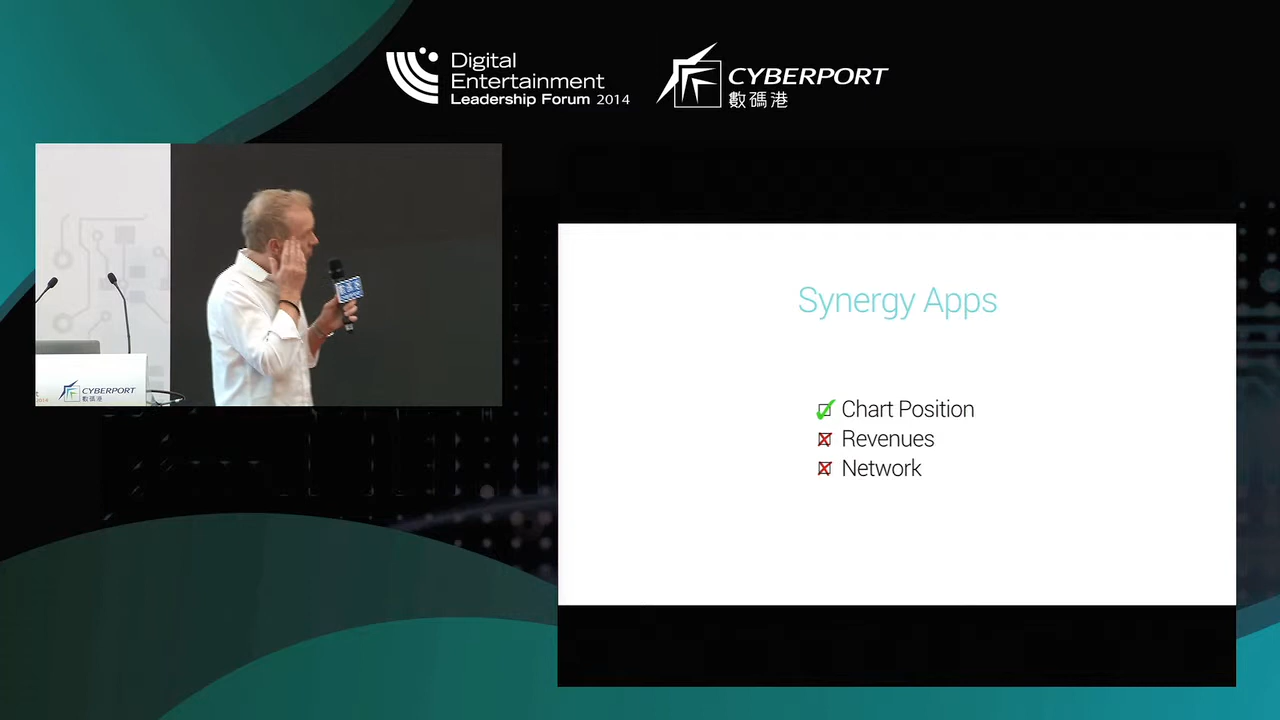 Digital
Entertainment
Leadership Forum 2014
CYBERPORT
數碼港
CYBERPORT
數碼港
2014
Synergy Apps
Chart Position
Revenues
Network